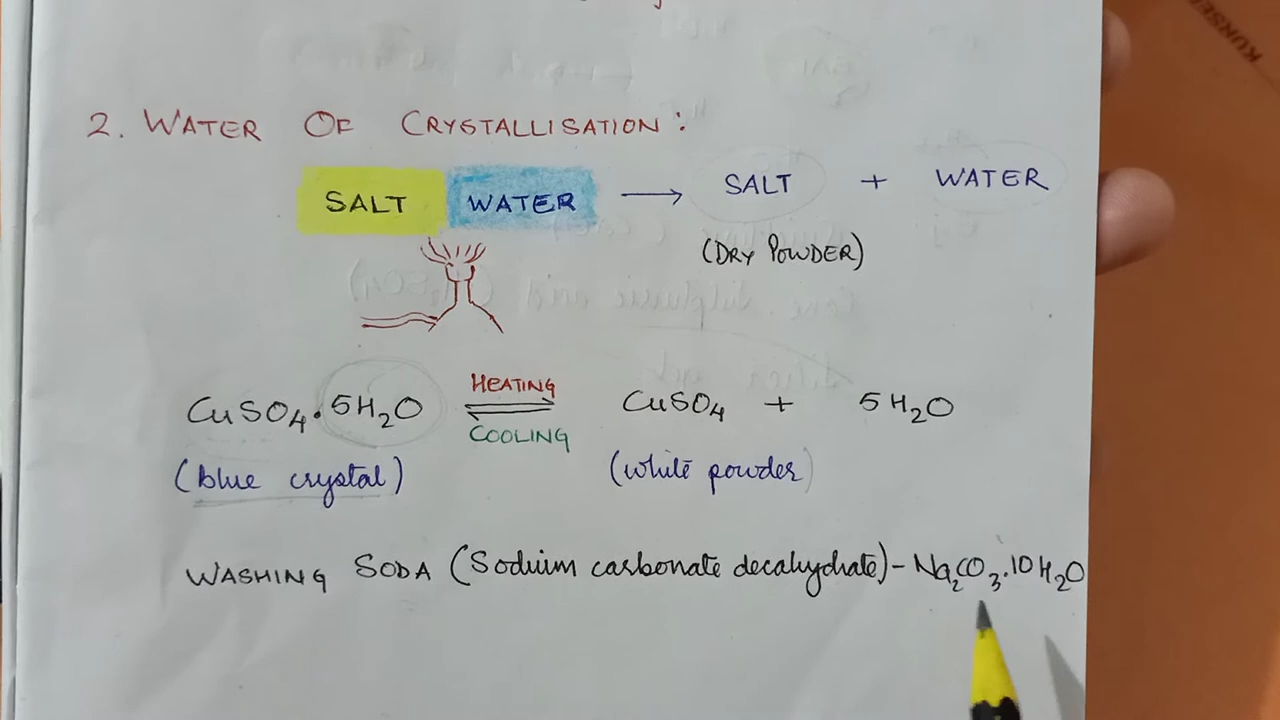 2. WATER OF CRYSTALLISATION:
SALT WATER → SALT + WATER
(DRY POWDER)
HEATING
CuSO₄.5H₂O ⇌ CuSO₄ + 5H₂O
COOLING
(blue crystal) (white powder)
WASHING SODA (Sodium carbonate decahydrate) - Na₂CO₃.10H₂O